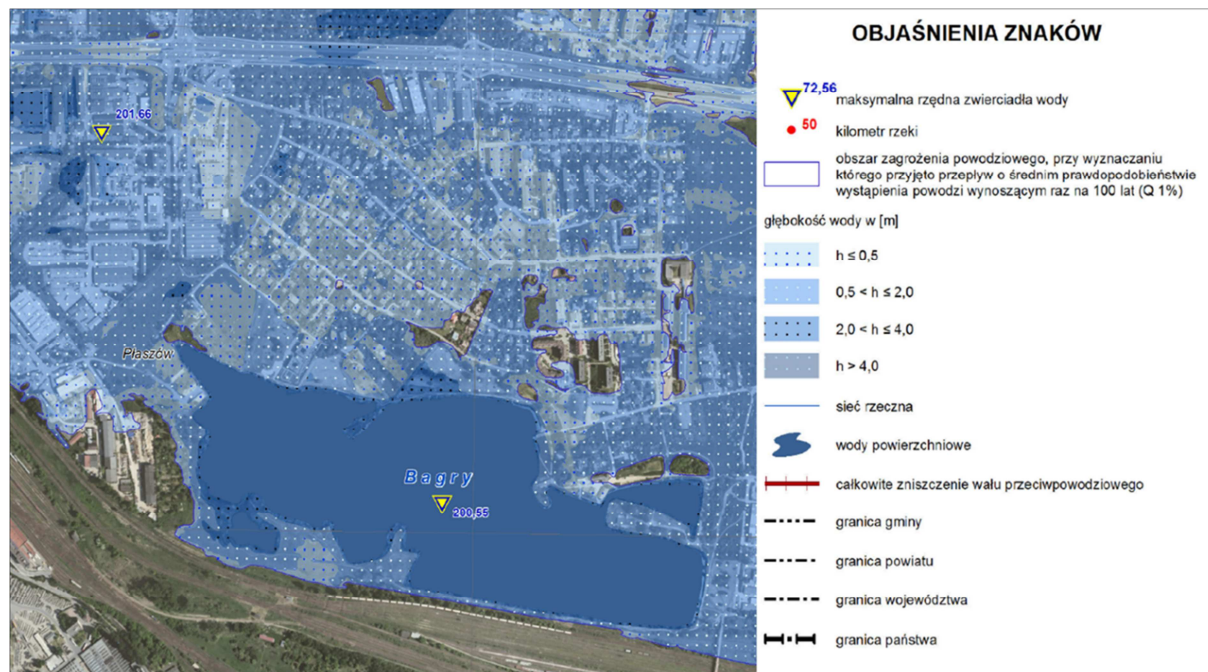 201,66
Płaszów
Bagry
200,55
OBJAŚNIENIA ZNAKÓW
72,56
maksymalna rzędna zwierciadła wody
50
kilometr rzeki
obszar zagrożenia powodziowego, przy wyznaczaniu
którego przyjęto przepływ o średnim prawdopodobieństwie
wystąpienia powodzi wynoszącym raz na 100 lat (Q 1%)
głębokość wody w [m]
h ≤ 0,5
0,5 < h ≤ 2,0
2,0 < h ≤ 4,0
h > 4,0
sieć rzeczna
wody powierzchniowe
całkowite zniszczenie wału przeciwpowodziowego
granica gminy
granica powiatu
granica województwa
granica państwa